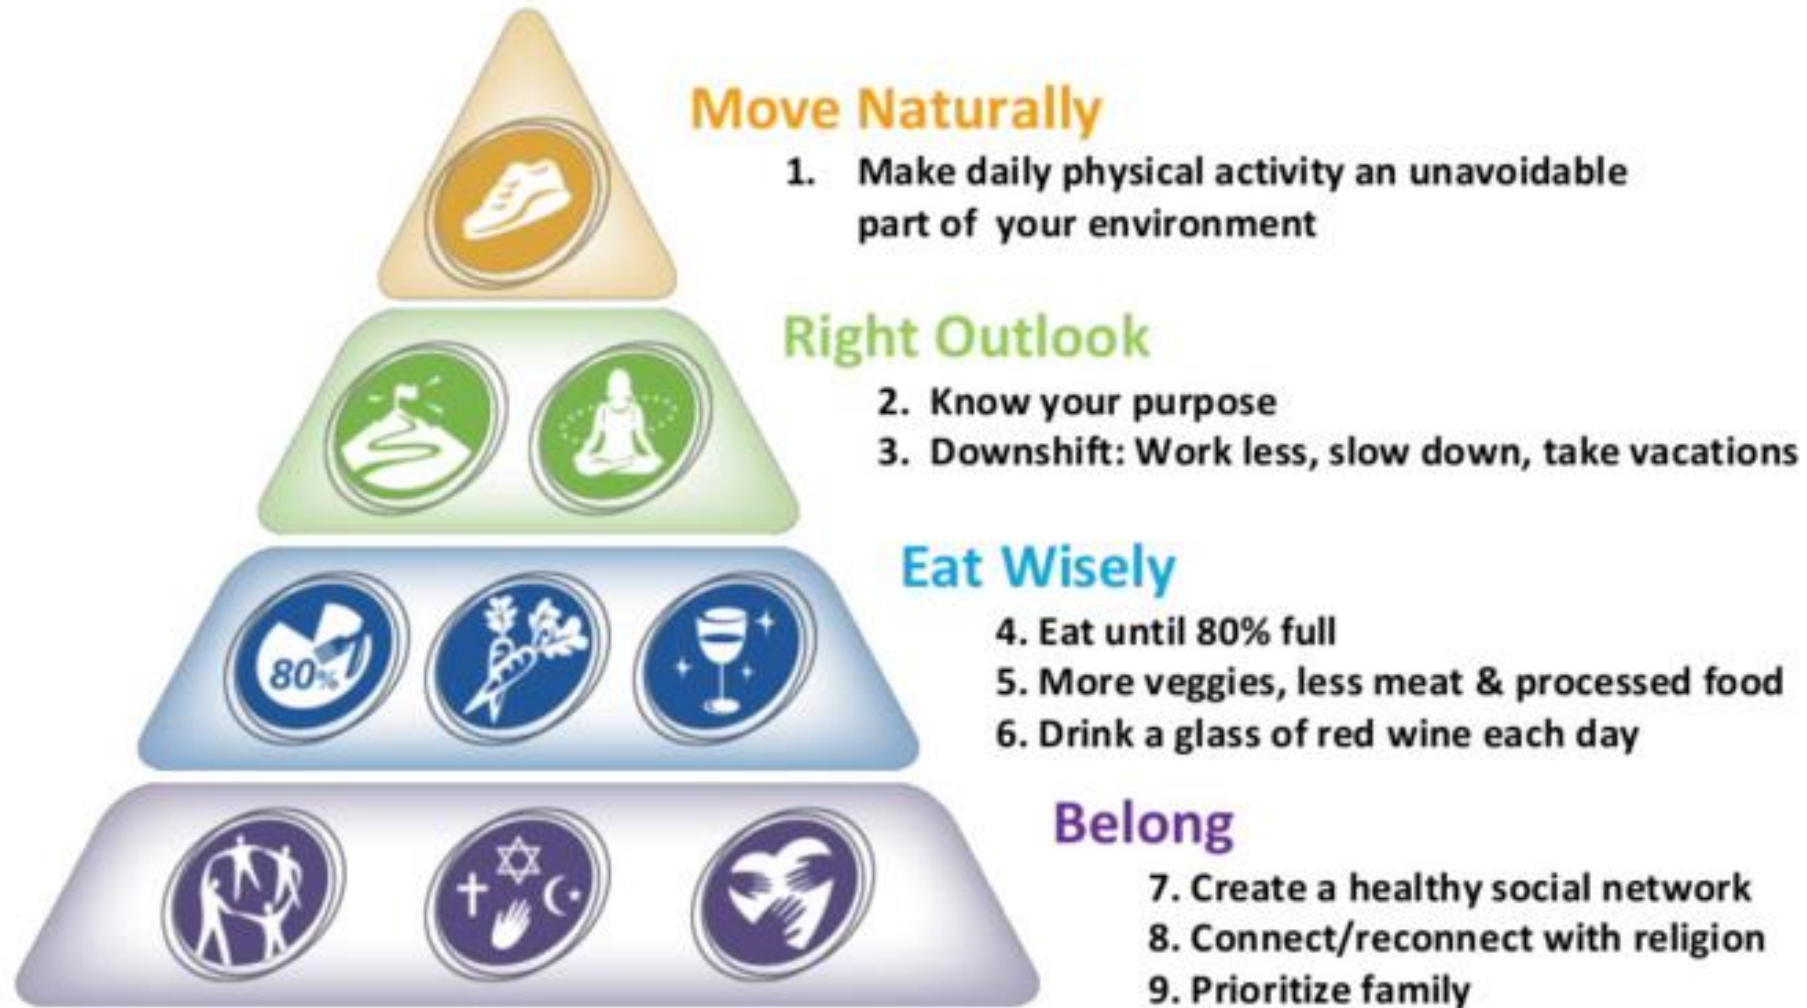 Move Naturally
1. Make daily physical activity an unavoidable
part of your environment
Right Outlook
2. Know your purpose
3. Downshift: Work less, slow down, take vacations
Eat Wisely
80%
4. Eat until 80% full
5. More veggies, less meat & processed food
6. Drink a glass of red wine each day
Belong
7. Create a healthy social network
8. Connect/reconnect with religion
9. Prioritize family